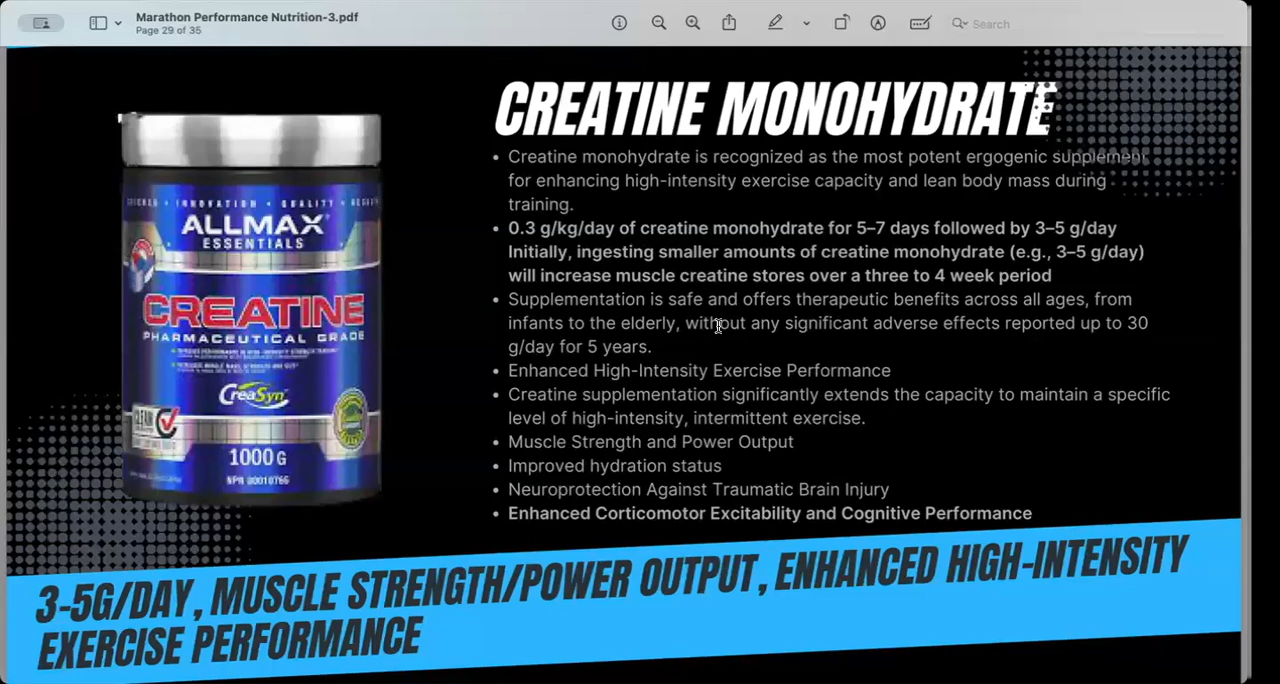 Marathon Performance Nutrition-3.pdf
Page 29 of 35
Search
CREATINE MONOHYDRATE
• Creatine monohydrate is recognized as the most potent ergogenic supplement
for enhancing high-intensity exercise capacity and lean body mass during
training.
• 0.3 g/kg/day of creatine monohydrate for 5–7 days followed by 3–5 g/day
Initially, ingesting smaller amounts of creatine monohydrate (e.g., 3–5 g/day)
will increase muscle creatine stores over a three to 4 week period
• Supplementation is safe and offers therapeutic benefits across all ages, from
infants to the elderly, without any significant adverse effects reported up to 30
g/day for 5 years.
• Enhanced High-Intensity Exercise Performance
• Creatine supplementation significantly extends the capacity to maintain a specific
level of high-intensity, intermittent exercise.
• Muscle Strength and Power Output
• Improved hydration status
• Neuroprotection Against Traumatic Brain Injury
• Enhanced Corticomotor Excitability and Cognitive Performance
INNOVATION • QUALITY
ALLMAX
ESSENTIALS
CREATINE
PHARMACEUTICAL GRADE
CreaSyn
1000 G
3-5G/DAY, MUSCLE STRENGTH/POWER OUTPUT, ENHANCED HIGH-INTENSITY
EXERCISE PERFORMANCE